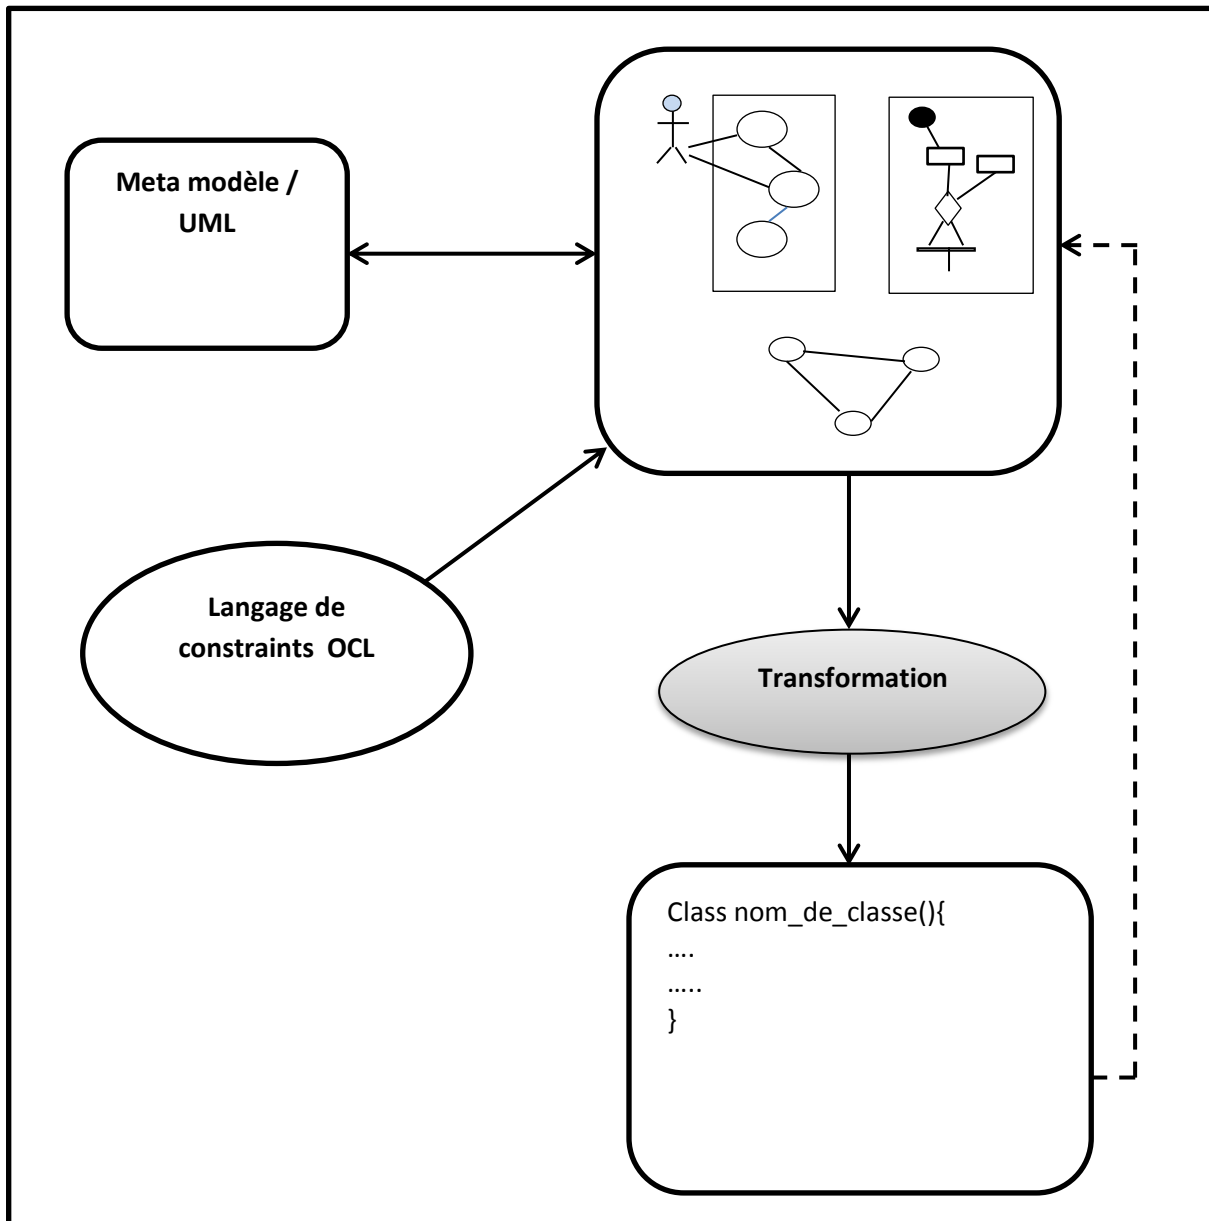 Meta modèle /
UML
Langage de
constraints OCL
Transformation
Class nom_de_classe(){
....
.....
}